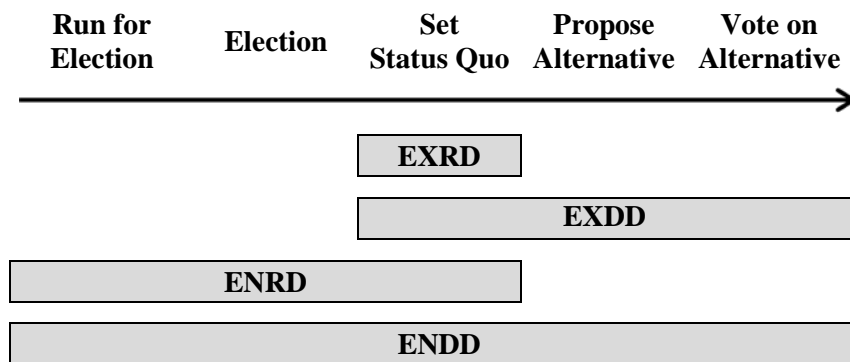 Run for Election
Election
Set Status Quo
Propose Alternative
Vote on Alternative
EXRD
EXDD
ENRD
ENDD